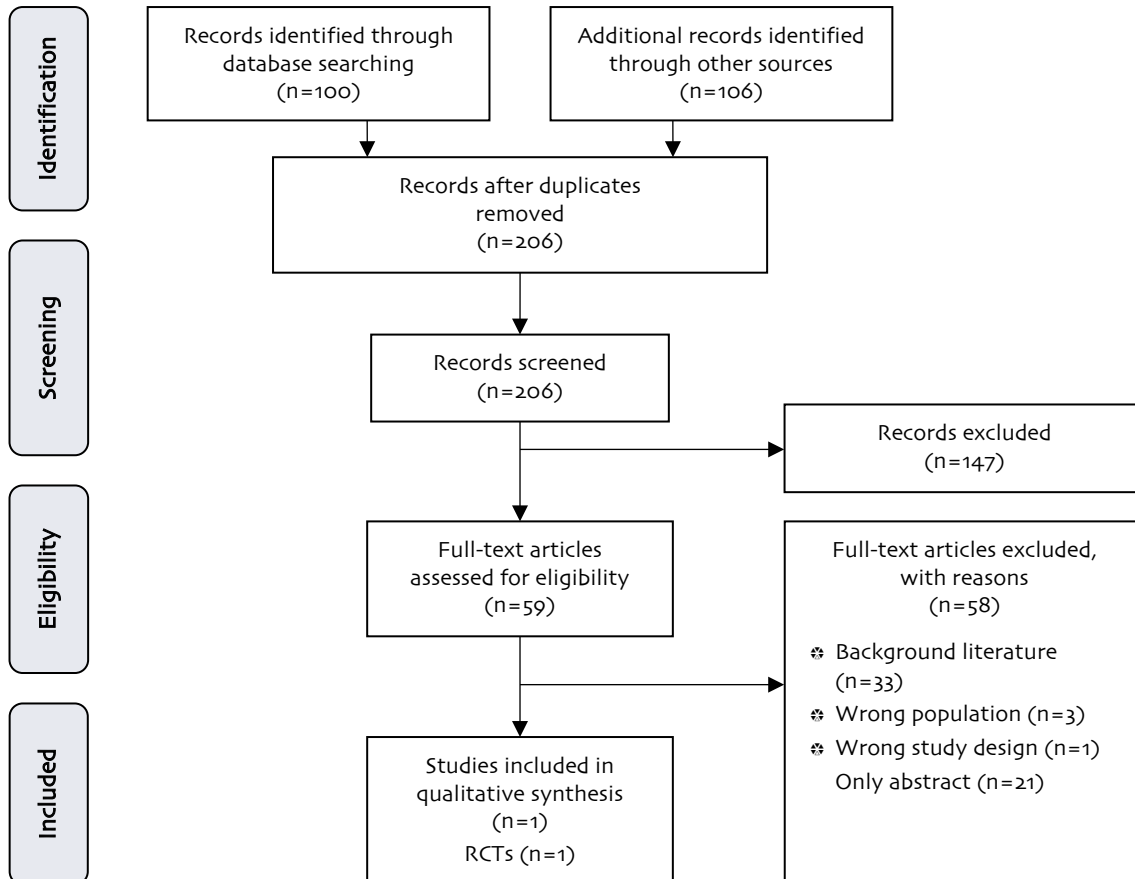 Identification
Records identified through
database searching
(n=100)
Additional records identified
through other sources
(n=106)
Records after duplicates
removed
(n=206)
Screening
Records screened
(n=206)
Records excluded
(n=147)
Eligibility
Full-text articles
assessed for eligibility
(n=59)
Full-text articles excluded,
with reasons
(n=58)
Background literature
(n=33)
Wrong population (n=3)
Wrong study design (n=1)
Only abstract (n=21)
Included
Studies included in
qualitative synthesis
(n=1)
RCTs (n=1)